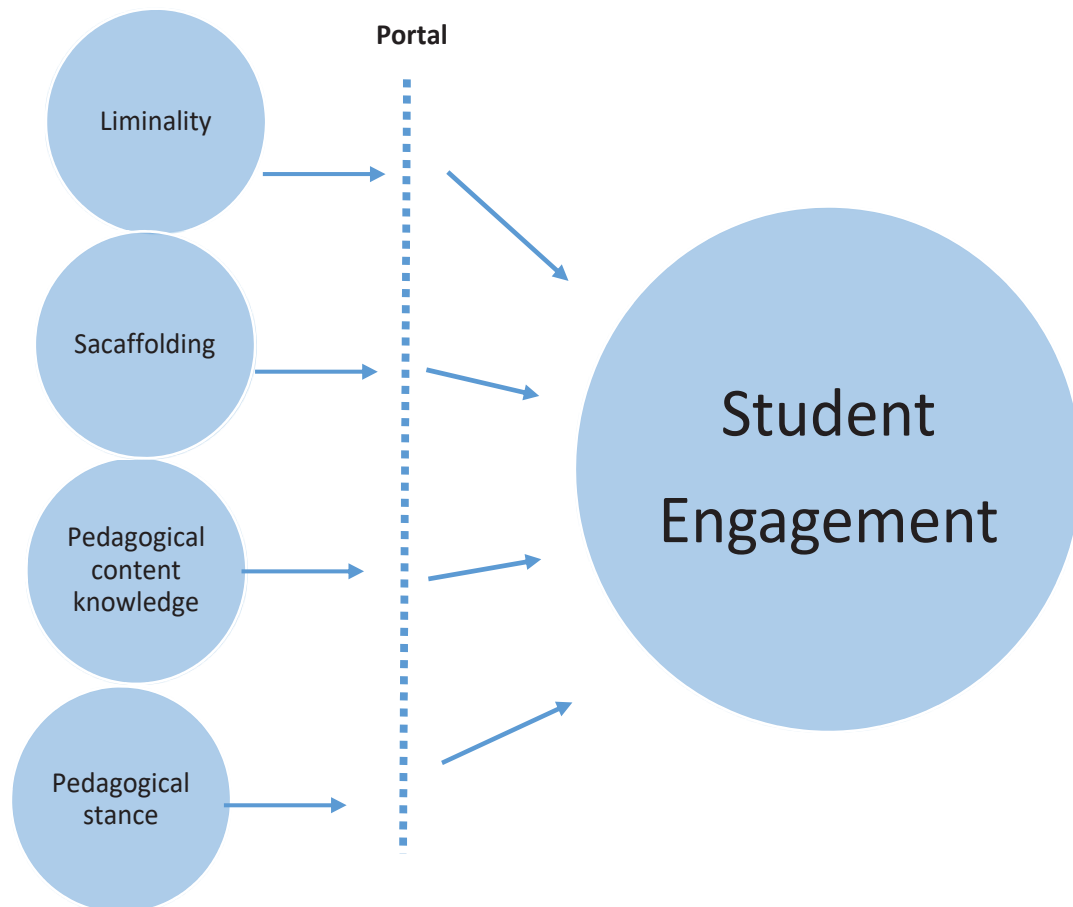 Portal
Liminality
Sacaffolding
Pedagogical
content
knowledge
Pedagogical
stance
Student
Engagement